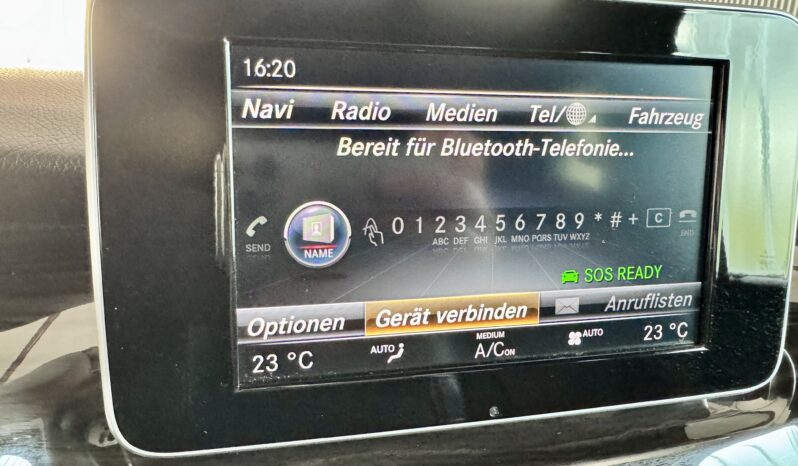 16:20
Navi Radio Medien Tel/ Fahrzeug
Bereit für Bluetooth-Telefonie...
SEND NAME 0 1 2 3 4 5 6 7 8 9 * # + C END
ABC DEF GHI JKL MNO PQRS TUV WXYZ
SOS READY
Optionen Gerät verbinden Anruflisten
23 °C AUTO MEDIUM A/C ON AUTO 23 °C